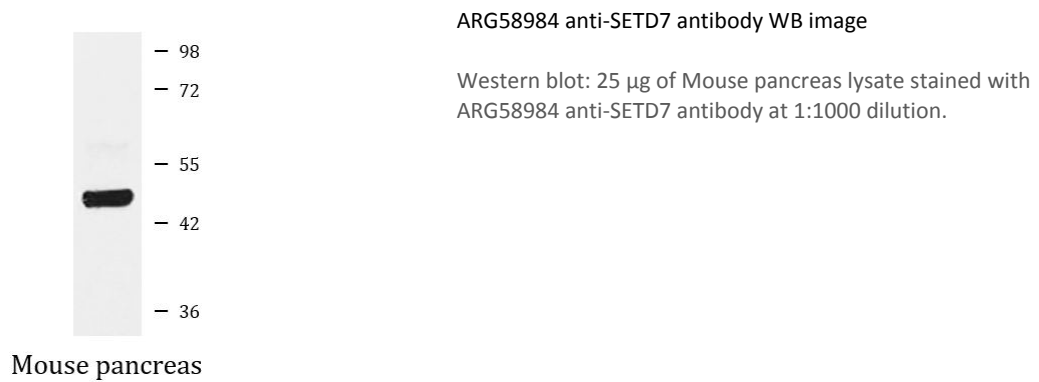 ARG58984 anti-SETD7 antibody WB image
Western blot: 25 µg of Mouse pancreas lysate stained with
ARG58984 anti-SETD7 antibody at 1:1000 dilution.
98
72
55
42
36
Mouse pancreas